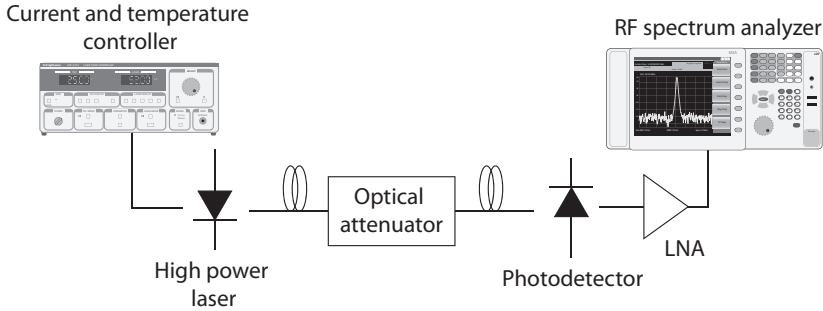 Current and temperature
controller
RF spectrum analyzer
Optical
attenuator
High power
laser
Photodetector
LNA